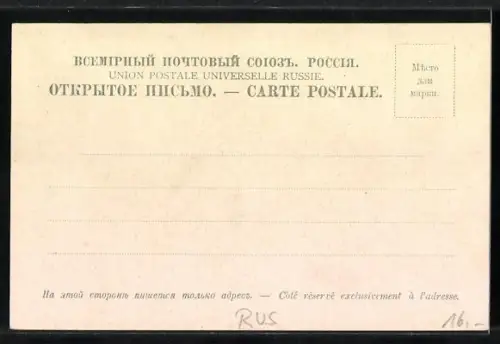 ВСЕМІРНЫЙ ПОЧТОВЫЙ СОЮЗЪ. РОССІЯ.
UNION POSTALE UNIVERSELLE RUSSIE.
ОТКРЫТОЕ ПИСЬМО. — CARTE POSTALE.
Мѣсто
для
марки.
На этой сторонѣ пишется только адресъ. — Côté réservé exclusivement à l'adresse.
RUS
16,-